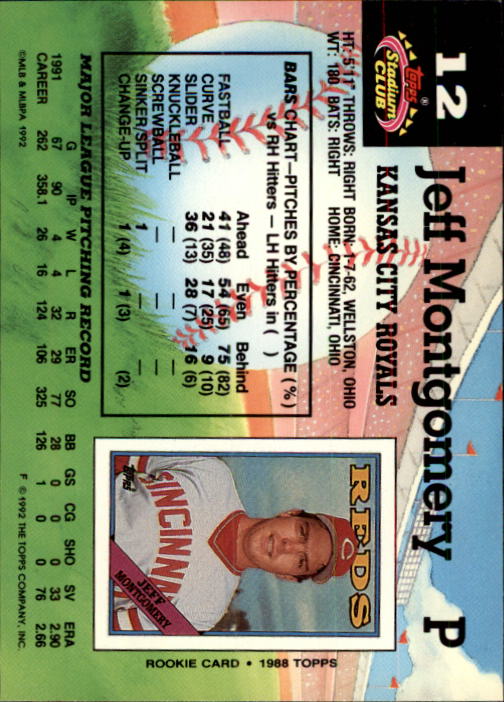 12
Topps®
Stadium
CLUB
Jeff Montgomery P
KANSAS CITY ROYALS
HT: 5'11" THROWS: RIGHT BORN: 1-7-62, WELLSTON, OHIO
WT: 180 BATS: RIGHT HOME: CINCINNATI, OHIO
BARS CHART—PITCHES BY PERCENTAGE (%)
vs RH Hitters — LH Hitters in ( )
Ahead Even Behind
FASTBALL 41 (48) 54 (65) 75 (82)
CURVE 21 (35) 17 (25) 9 (10)
SLIDER 36 (13) 28 (7) 16 (6)
KNUCKLEBALL — — —
SCREWBALL — — —
SINKER/SPLIT 1 — —
CHANGE-UP 1 (4) 1 (3) (2)
REDS
CINCINNA
Topps
JEFF
MONTGOMERY
ROOKIE CARD • 1988 TOPPS
MAJOR LEAGUE PITCHING RECORD
G IP W L R ER SO BB GS CG SHO SV ERA
1991 67 90 4 4 32 29 77 28 0 0 0 33 2.90
CAREER 262 358.1 26 16 124 106 325 126 1 0 0 76 2.66
©MLB & MLBPA 1992
F ©1992 THE TOPPS COMPANY, INC.